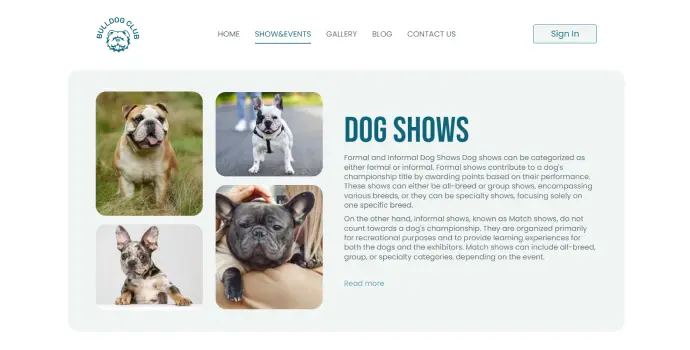 BULLDOG CLUB
HOME SHOW&EVENTS GALLERY BLOG CONTACT US
Sign In
DOG SHOWS
Formal and Informal Dog Shows Dog shows can be categorized as
either formal or informal. Formal shows contribute to a dog's
championship title by awarding points based on their performance.
These shows can either be all-breed or group shows, encompassing
various breeds, or they can be specialty shows, focusing solely on
one specific breed.
On the other hand, informal shows, known as Match shows, do not
count towards a dog's championship. They are organized primarily
for recreational purposes and to provide learning experiences for
both the dogs and the exhibitors. Match shows can include all-breed,
group, or specialty categories, depending on the event.
Read more